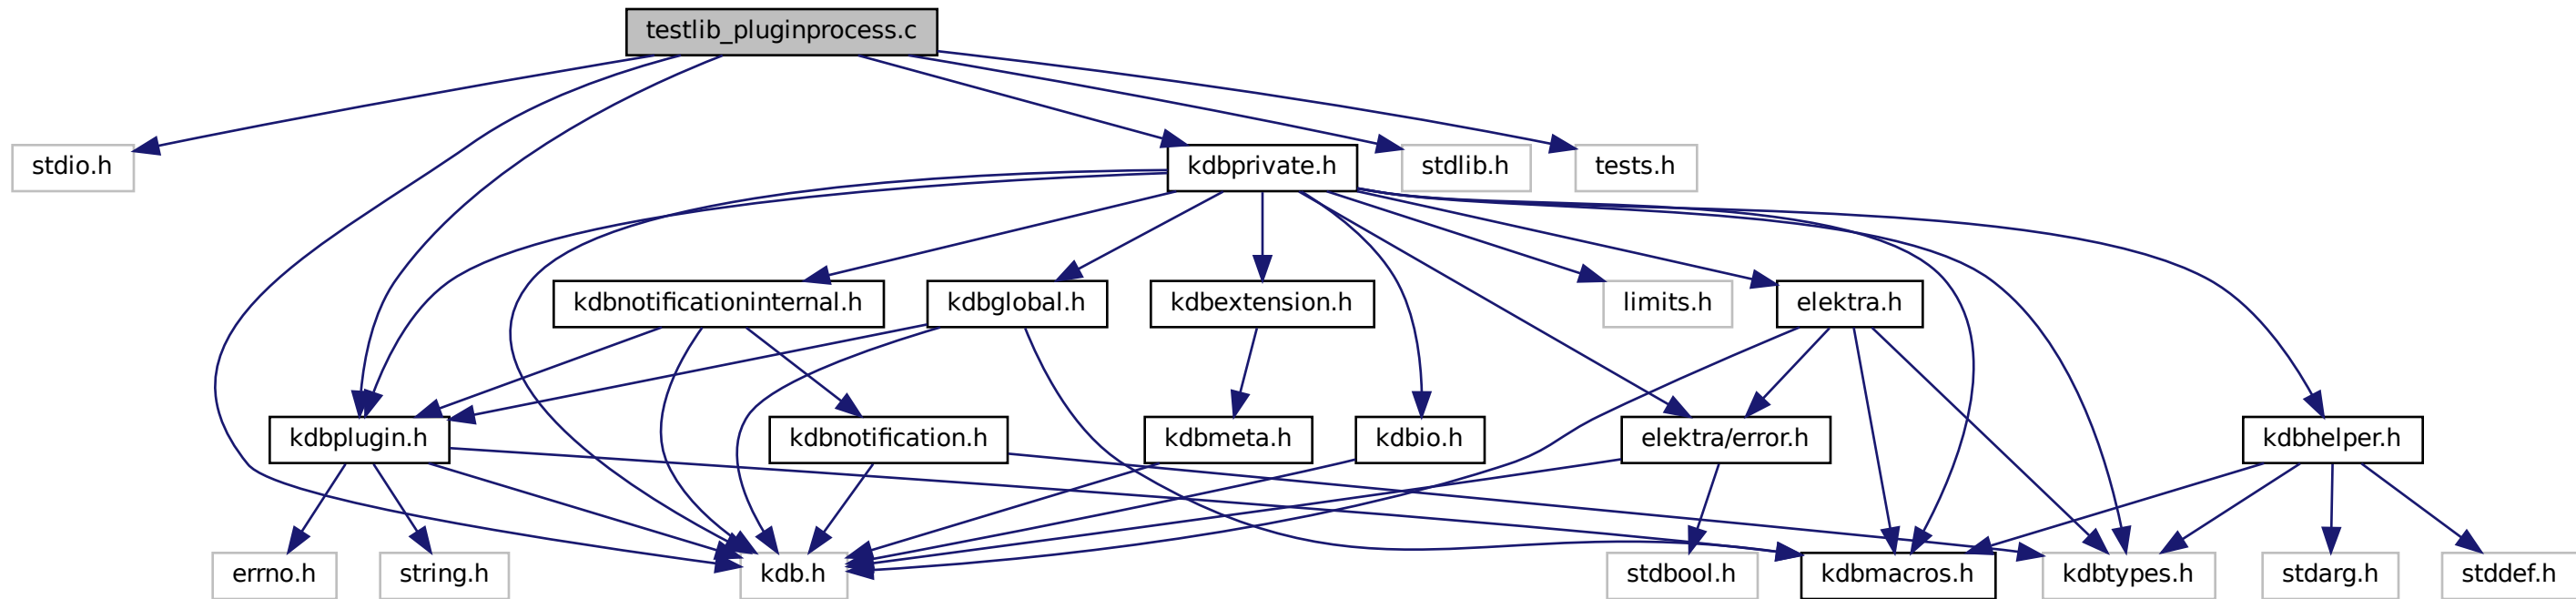 testlib_pluginprocess.c
stdio.h
kdbprivate.h
stdlib.h
tests.h
kdbnotificationinternal.h
kdbglobal.h
kdbextension.h
limits.h
elektra.h
kdbplugin.h
kdbnotification.h
kdbmeta.h
kdbio.h
elektra/error.h
kdbhelper.h
errno.h
string.h
kdb.h
stdbool.h
kdbmacros.h
kdbtypes.h
stdarg.h
stddef.h